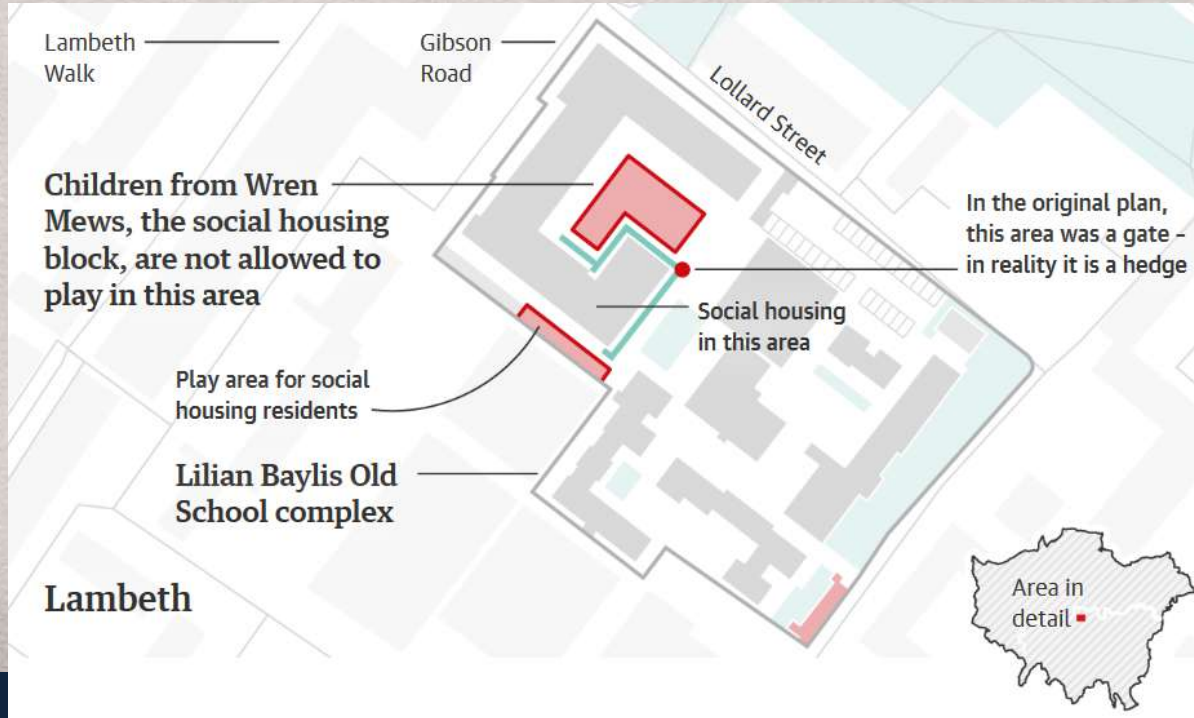 Lambeth
Walk
Gibson
Road
Lollard Street
Children from Wren
Mews, the social housing
block, are not allowed to
play in this area
In the original plan,
this area was a gate –
in reality it is a hedge
Social housing
in this area
Play area for social
housing residents
Lilian Baylis Old
School complex
Lambeth
Area in
detail